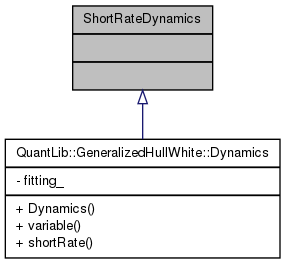 ShortRateDynamics
QuantLib::GeneralizedHullWhite::Dynamics
- fitting_
+ Dynamics()
+ variable()
+ shortRate()